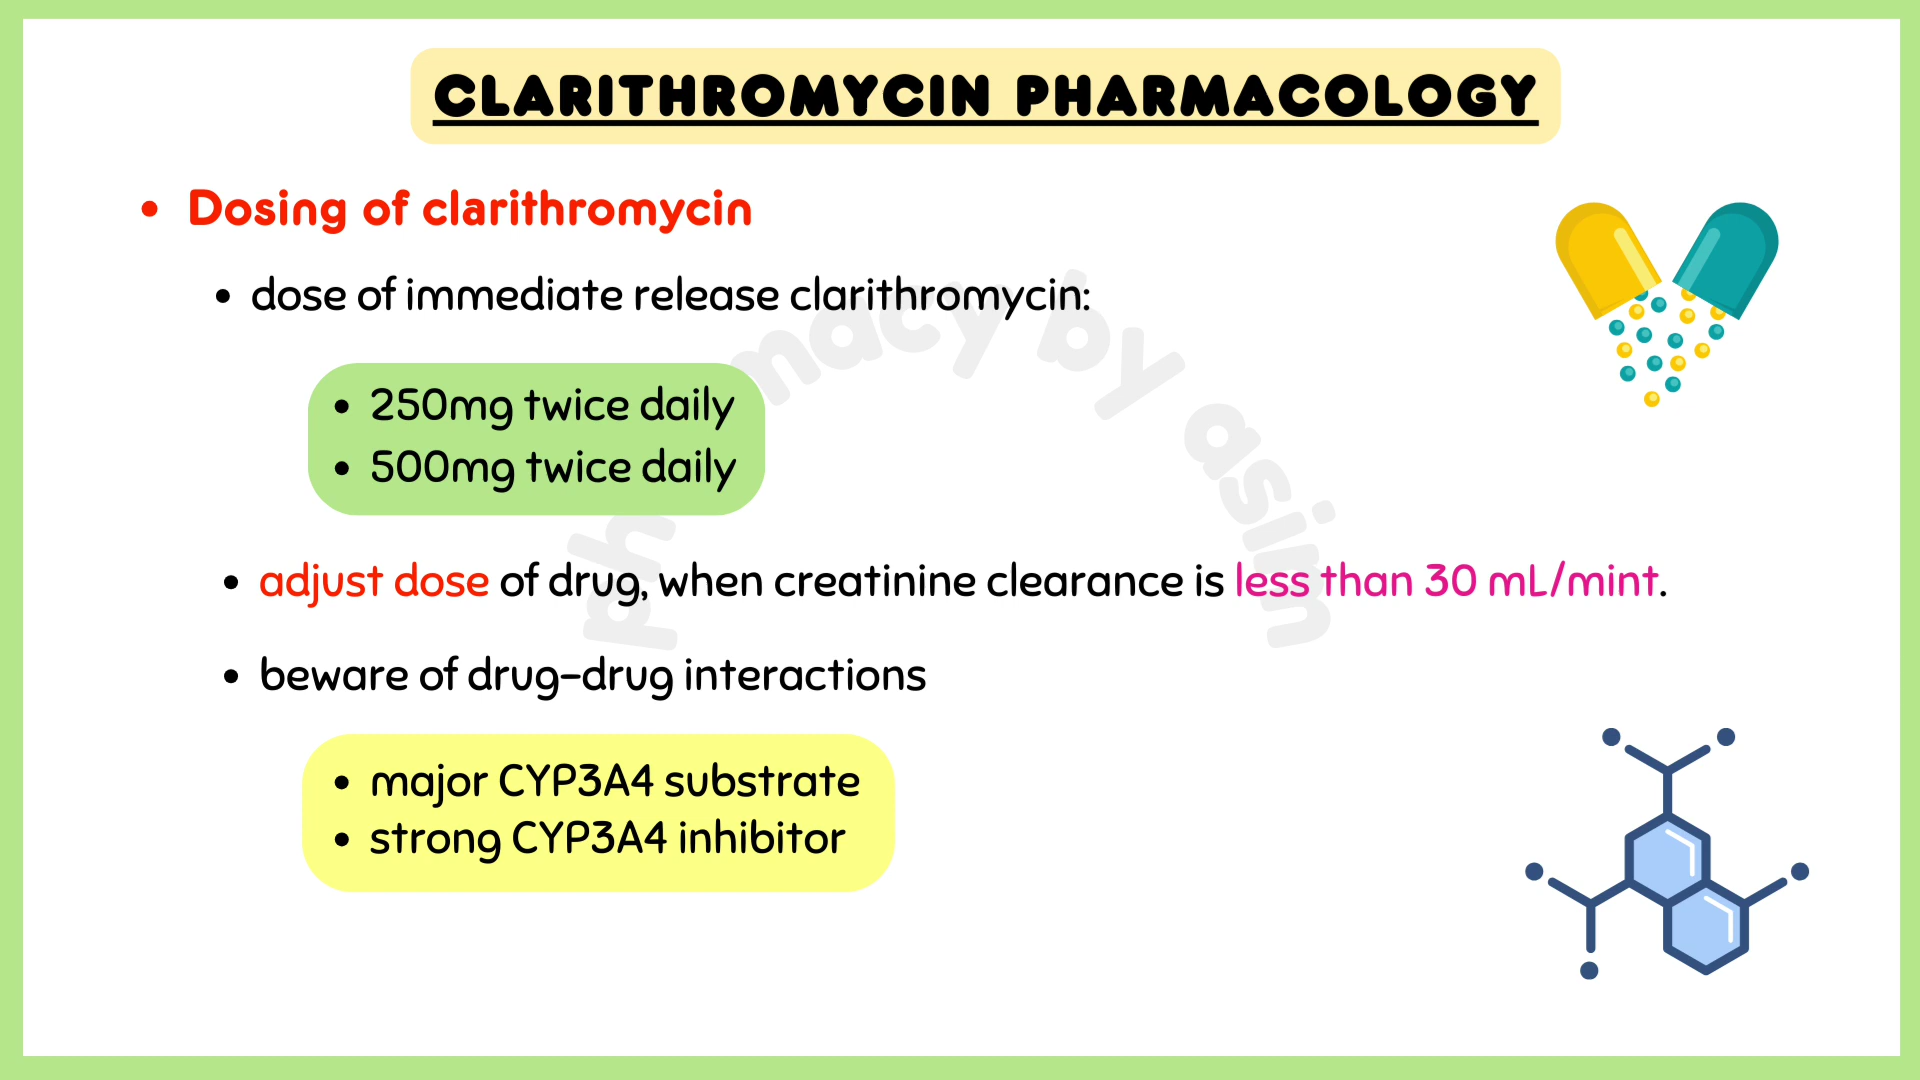 CLARITHROMYCIN PHARMACOLOGY
• Dosing of clarithromycin
• dose of immediate release clarithromycin:
• 250mg twice daily
• 500mg twice daily
• adjust dose of drug, when creatinine clearance is less than 30 mL/mint.
• beware of drug-drug interactions
• major CYP3A4 substrate
• strong CYP3A4 inhibitor
by asim